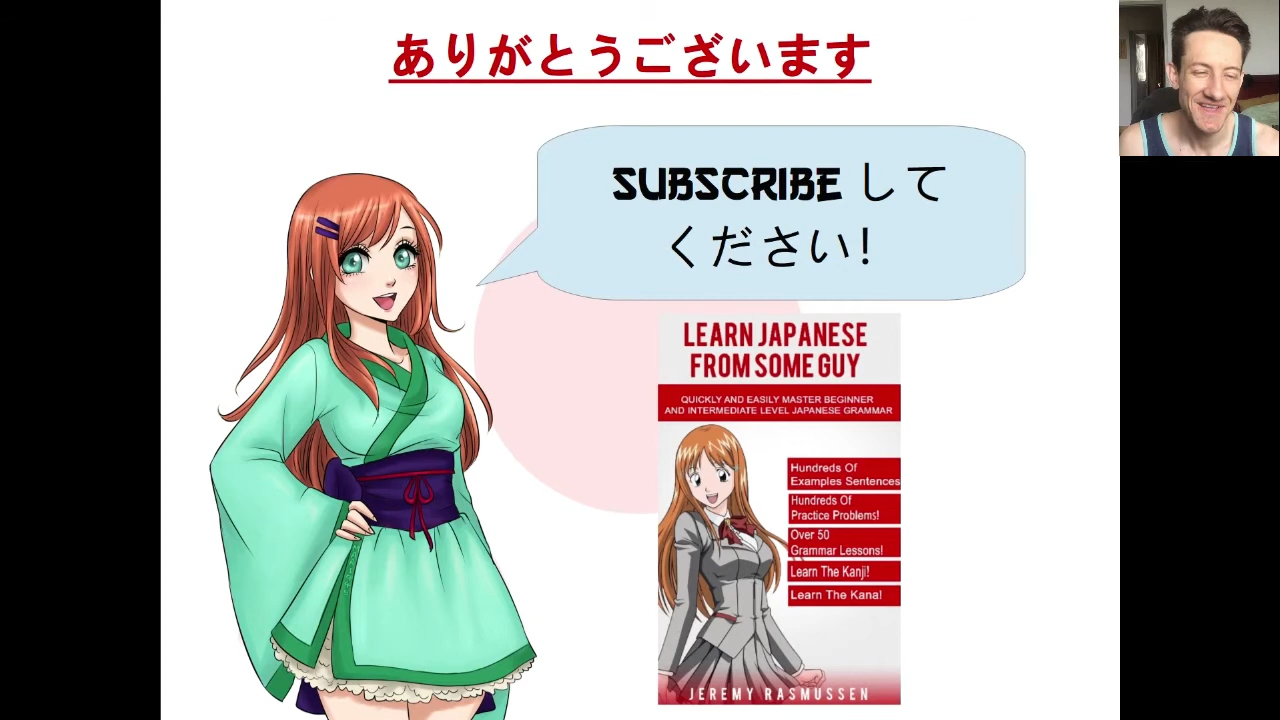 ありがとうございます
SUBSCRIBE して
ください!
LEARN JAPANESE
FROM SOME GUY
QUICKLY AND EASILY MASTER BEGINNER
AND INTERMEDIATE LEVEL JAPANESE GRAMMAR
Hundreds Of
Examples Sentences
Hundreds Of
Practice Problems!
Over 50
Grammar Lessons!
Learn The Kanji!
Learn The Kana!
JEREMY RASMUSSEN